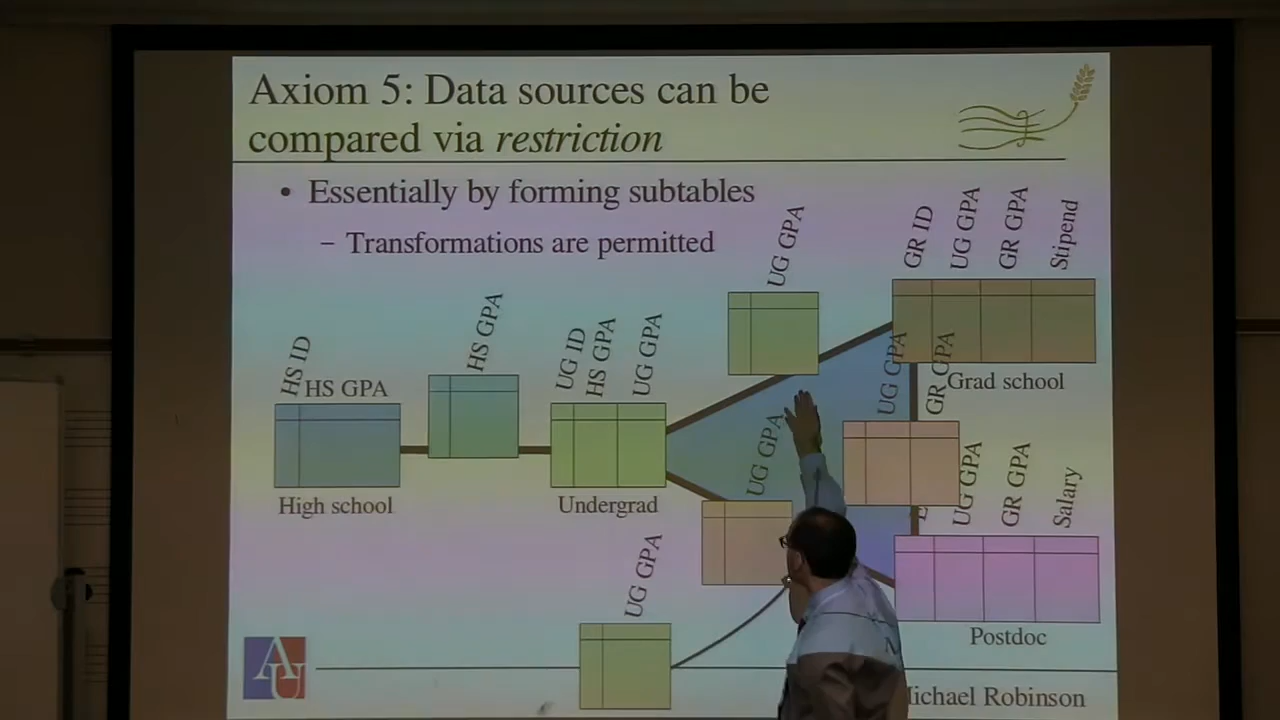 Axiom 5: Data sources can be
compared via restriction
• Essentially by forming subtables
– Transformations are permitted
UG GPA
GR ID
UG GPA
GR GPA
Stipend
HS ID
HS GPA
HS GPA
UG ID
HS GPA
UG GPA
UG GPA
GR GPA
Grad school
UG GPA
UG GPA
GR GPA
Salary
High school
Undergrad
UG GPA
Postdoc
AU
Michael Robinson